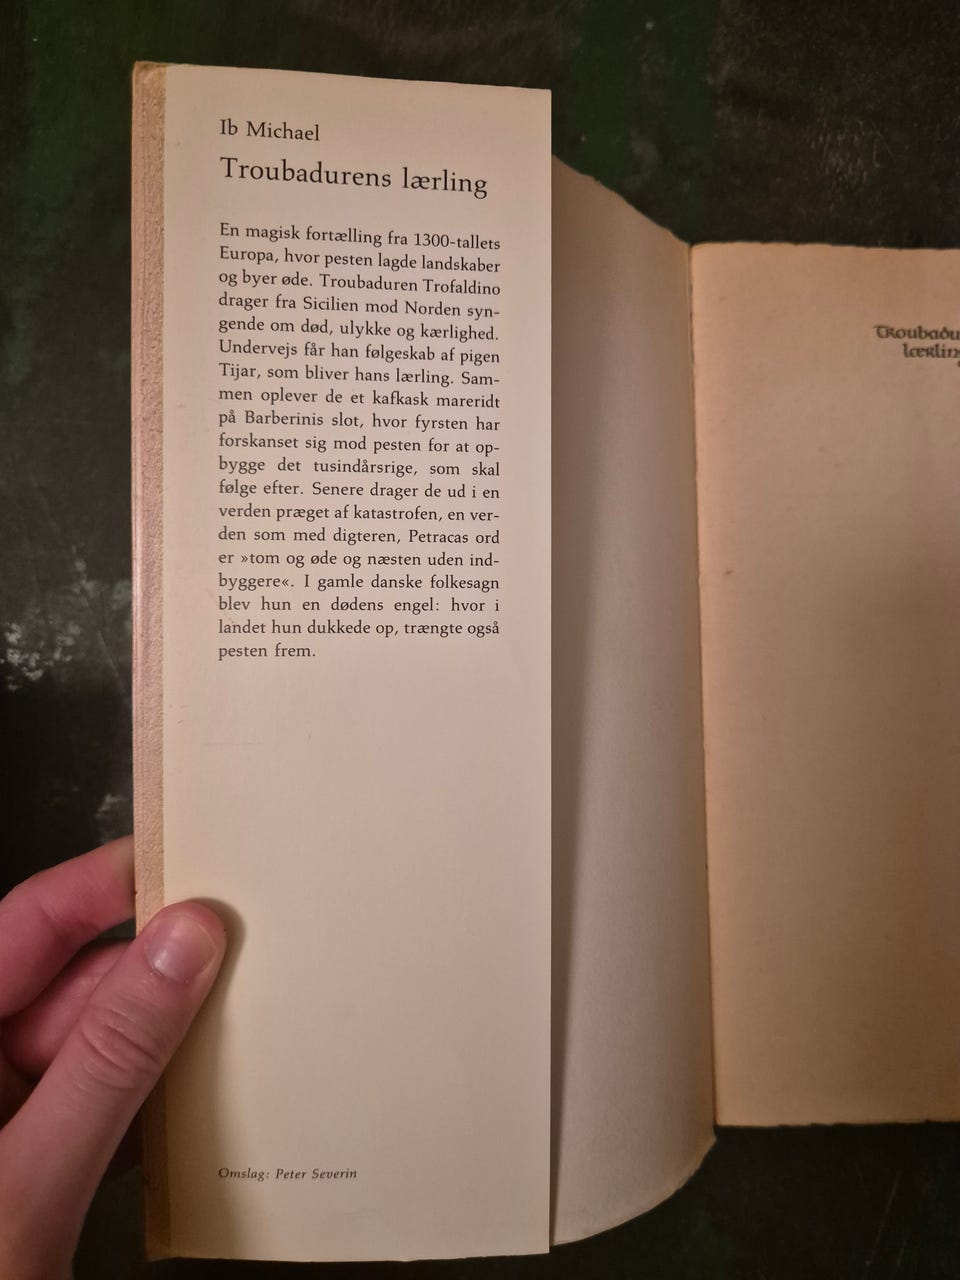 Ib Michael
Troubadurens lærling
En magisk fortælling fra 1300-tallets
Europa, hvor pesten lagde landskaber
og byer øde. Troubaduren Trofaldino
drager fra Sicilien mod Norden syn-
gende om død, ulykke og kærlighed.
Undervejs får han følgeskab af pigen
Tijar, som bliver hans lærling. Sam-
men oplever de et kafkask mareridt
på Barberinis slot, hvor fyrsten har
forskanset sig mod pesten for at op-
bygge det tusindårsrige, som skal
følge efter. Senere drager de ud i en
verden præget af katastrofen, en ver-
den som med digteren, Petracas ord
er »tom og øde og næsten uden ind-
byggere«. I gamle danske folkesagn
blev hun en dødens engel: hvor i
landet hun dukkede op, trængte også
pesten frem.
Omslag: Peter Severin
Troubadu
lærling